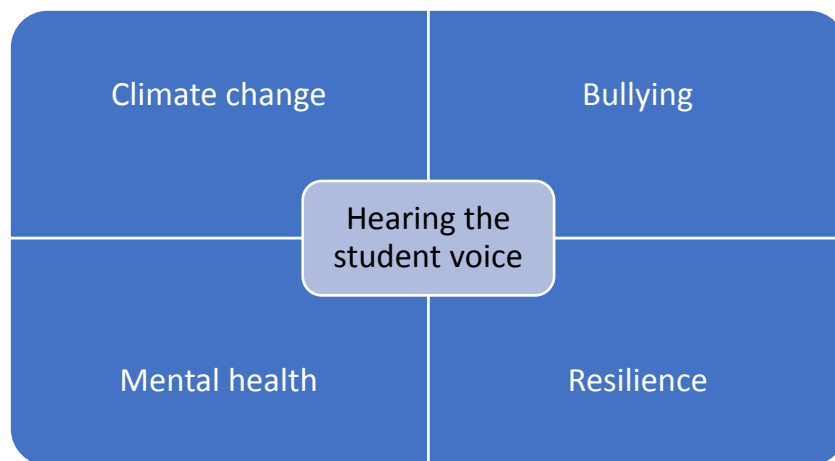 Climate change
Bullying
Hearing the
student voice
Mental health
Resilience